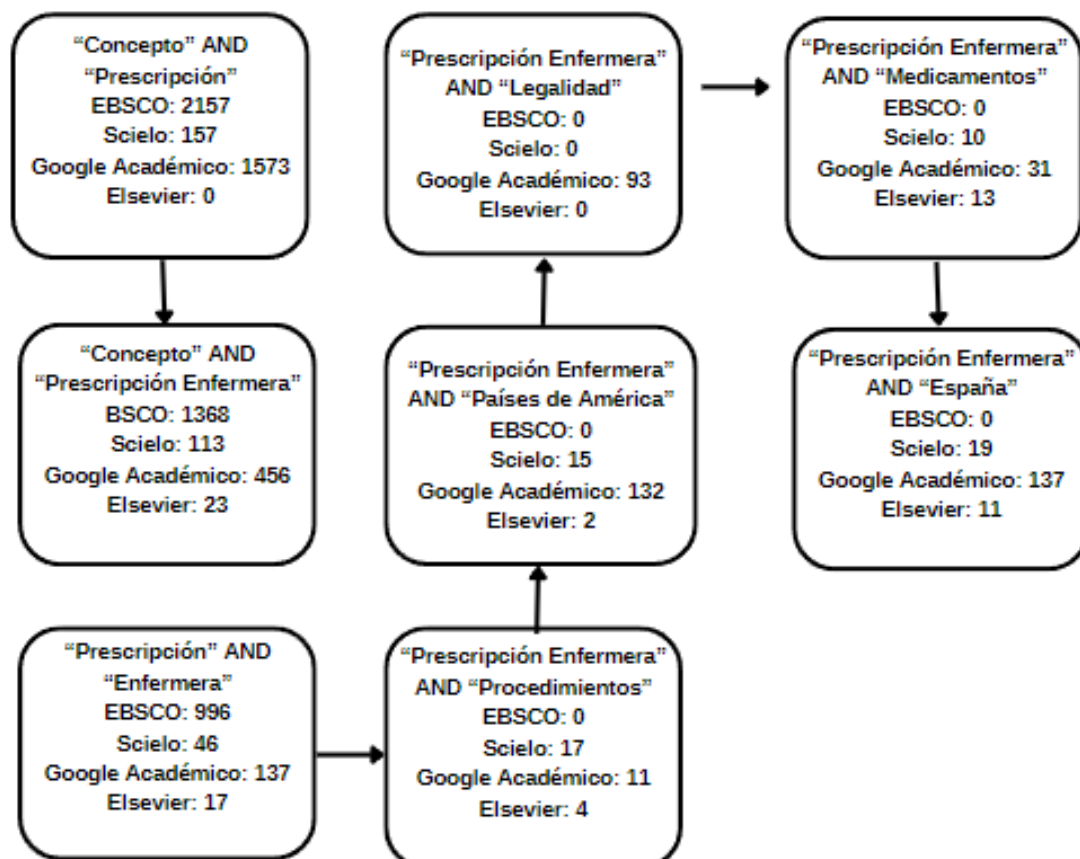 “Concepto” AND
“Prescripción”
EBSCO: 2157
Scielo: 157
Google Académico: 1573
Elsevier: 0
“Concepto” AND
“Prescripción Enfermera”
BSCO: 1368
Scielo: 113
Google Académico: 456
Elsevier: 23
“Prescripción” AND
“Enfermera”
EBSCO: 996
Scielo: 46
Google Académico: 137
Elsevier: 17
“Prescripción Enfermera”
AND “Procedimientos”
EBSCO: 0
Scielo: 17
Google Académico: 11
Elsevier: 4
“Prescripción Enfermera”
AND “Países de América”
EBSCO: 0
Scielo: 15
Google Académico: 132
Elsevier: 2
“Prescripción Enfermera”
AND “Legalidad”
EBSCO: 0
Scielo: 0
Google Académico: 93
Elsevier: 0
“Prescripción Enfermera”
AND “Medicamentos”
EBSCO: 0
Scielo: 10
Google Académico: 31
Elsevier: 13
“Prescripción Enfermera”
AND “España”
EBSCO: 0
Scielo: 19
Google Académico: 137
Elsevier: 11